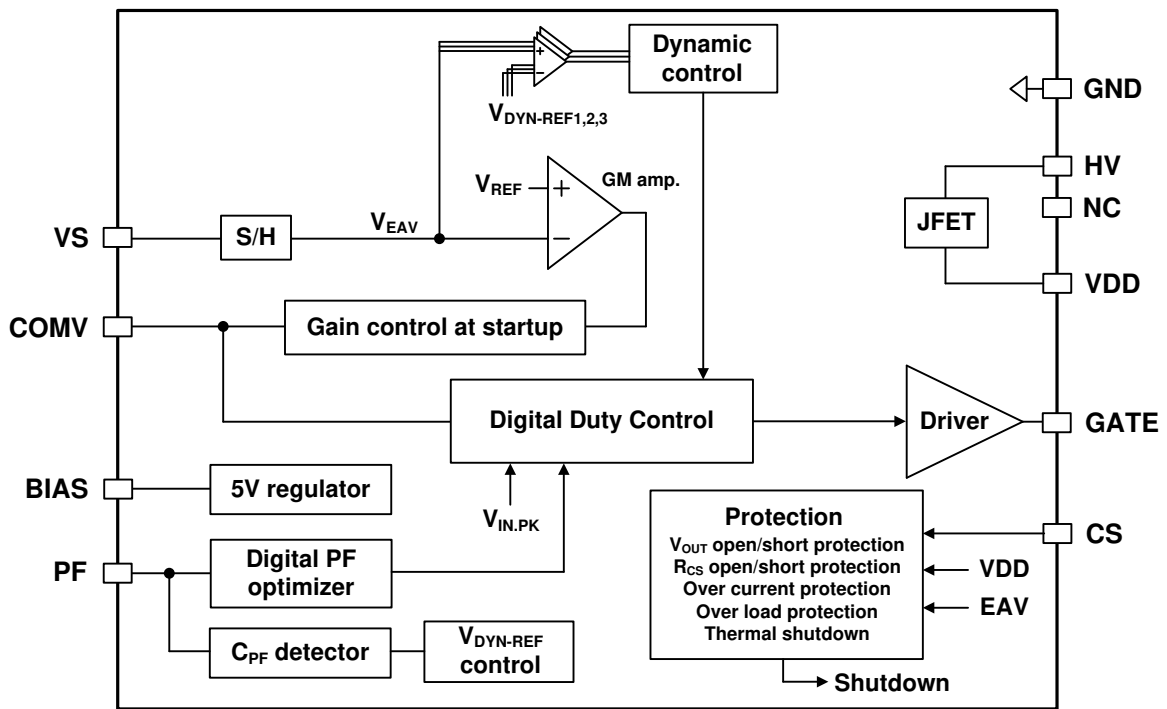 Dynamic
control
+
−
V_DYN-REF1,2,3
GND
HV
NC
JFET
VDD
GM amp.
V_REF
+
−
V_EAV
VS
S/H
COMV
Gain control at startup
Digital Duty Control
Driver
GATE
BIAS
5V regulator
V_IN.PK
PF
Digital PF
optimizer
C_PF detector
V_DYN-REF
control
Protection
V_OUT open/short protection
R_CS open/short protection
Over current protection
Over load protection
Thermal shutdown
CS
VDD
EAV
Shutdown